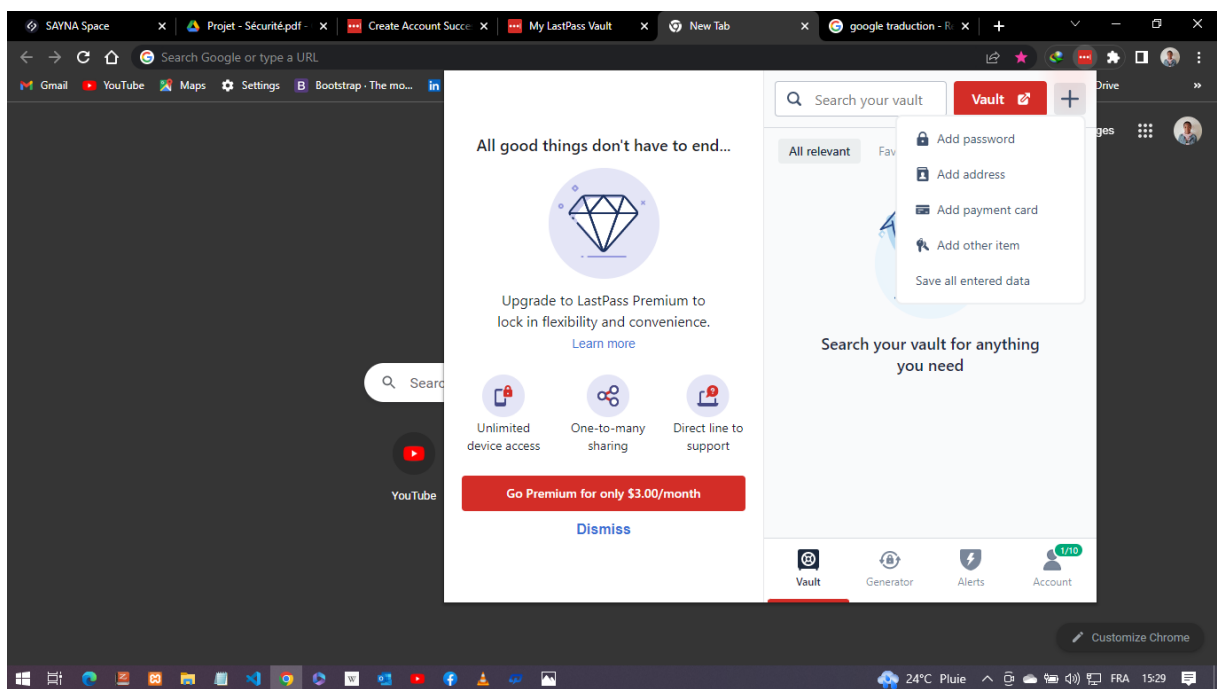 SAYNA Space
Projet - Sécurité.pdf -
Create Account Succe
My LastPass Vault
New Tab
google traduction - R
Search Google or type a URL
Gmail
YouTube
Maps
Settings
B Bootstrap · The mo...
in
Drive
»
Search your vault
Vault
ges
All good things don't have to end...
All relevant
Fav
Add password
Add address
Add payment card
Add other item
Save all entered data
Upgrade to LastPass Premium to
lock in flexibility and convenience.
Learn more
Search your vault for anything
you need
Searc
Unlimited
device access
One-to-many
sharing
Direct line to
support
YouTube
Go Premium for only $3.00/month
Dismiss
1/10
Vault
Generator
Alerts
Account
Customize Chrome
24°C Pluie
FRA
15:29